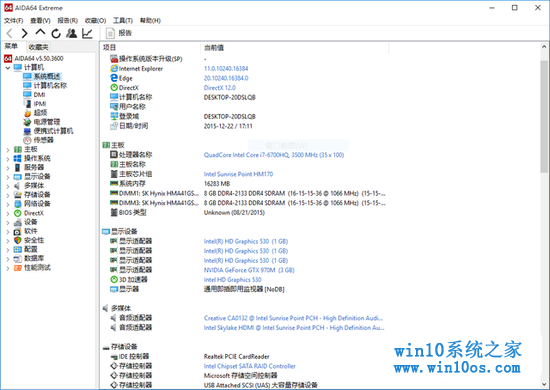 64 AIDA64 Extreme
文件(F) 查看(V) 报告(R) 收藏(O) 工具(T) 帮助(H)
报告
菜单 收藏夹
项目 当前值
AIDA64 v5.50.3600
计算机
系统概述
计算机名称
DMI
IPMI
超频
电源管理
便携式计算机
传感器
主板
操作系统
服务器
显示设备
多媒体
存储设备
网络设备
DirectX
设备
软件
安全性
配置
数据库
性能测试
操作系统版本升级(SP) -
Internet Explorer 11.0.10240.16384
Edge 20.10240.16384.0
DirectX DirectX 12.0
计算机名称 DESKTOP-20DSLQB
用户名称
登录域 DESKTOP-20DSLQB
日期/时间 2015-12-22 / 17:11
主板
处理器名称 QuadCore Intel Core i7-6700HQ, 3500 MHz (35 x 100)
主板名称
主板芯片组 Intel Sunrise Point HM170
系统内存 16283 MB
DIMM1: SK Hynix HMA41GS... 8 GB DDR4-2133 DDR4 SDRAM (16-15-15-36 @ 1066 MHz) (15-15-...
DIMM3: SK Hynix HMA41GS... 8 GB DDR4-2133 DDR4 SDRAM (16-15-15-36 @ 1066 MHz) (15-15-...
BIOS 类型 Unknown (08/21/2015)
显示设备
显示适配器 Intel(R) HD Graphics 530 (1 GB)
显示适配器 Intel(R) HD Graphics 530 (1 GB)
显示适配器 Intel(R) HD Graphics 530 (1 GB)
显示适配器 NVIDIA GeForce GTX 970M (3 GB)
3D 加速器 Intel HD Graphics 530
显示器 通用即插即用监视器 [NoDB]
多媒体
音频适配器 Creative CA0132 @ Intel Sunrise Point PCH - High Definition Audi...
音频适配器 Intel Skylake HDMI @ Intel Sunrise Point PCH - High Definition A...
存储设备
IDE 控制器 Realtek PCIE CardReader
存储控制器 Intel Chipset SATA RAID Controller
存储控制器 Microsoft 存储空间控制器
存储控制器 USB Attached SCSI (UAS) 大容量存储设备
win10系统之家
www.win10os.com